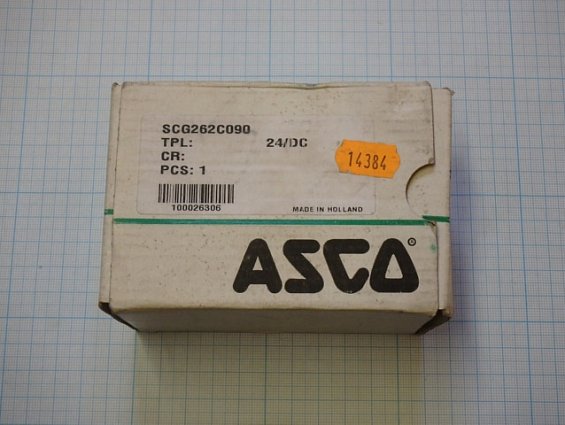 SCG262C090
TPL: 24/DC
CR:
PCS: 1
14384
100026306
MADE IN HOLLAND
ASCO®